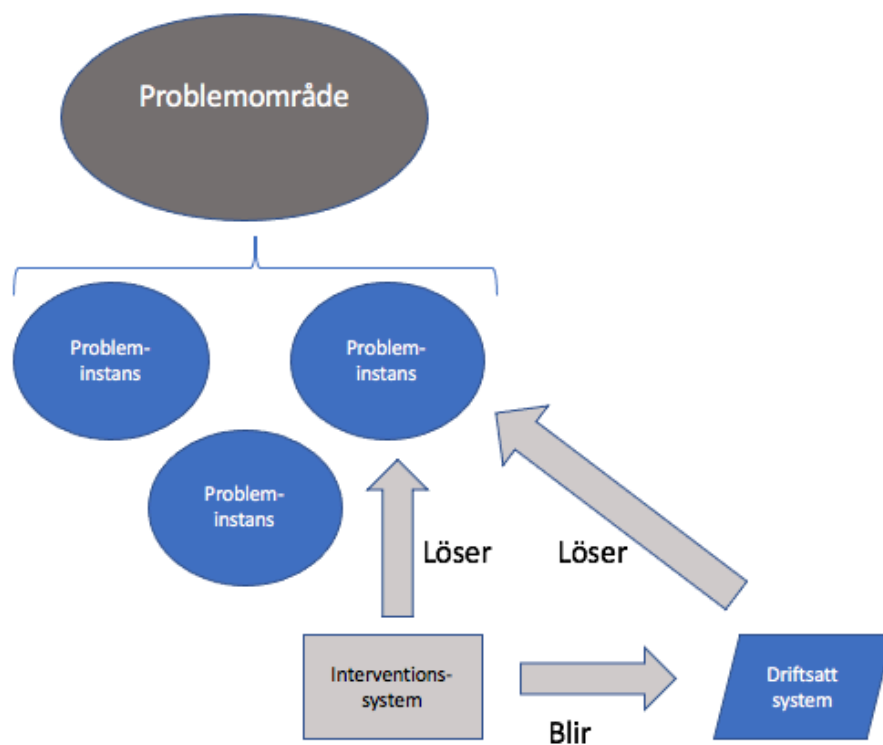 Problemområde
Problem-
instans
Problem-
instans
Problem-
instans
Löser
Löser
Interventions-
system
Blir
Driftsatt
system